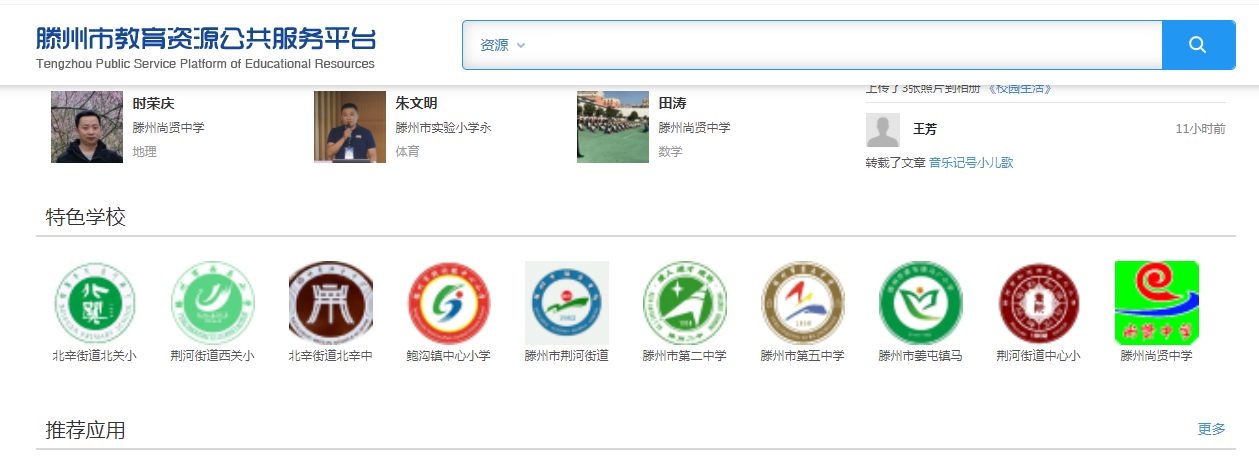 滕州市教育资源公共服务平台
Tengzhou Public Service Platform of Educational Resources
资源
时荣庆
滕州尚贤中学
地理
朱文明
滕州市实验小学永
体育
田涛
滕州尚贤中学
数学
上传了3张照片到相册 《校园生活》
王芳
11小时前
转载了文章 音乐记号小儿歌
特色学校
北辛街道北关小
荆河街道西关小
北辛街道北辛中
鲍沟镇中心小学
滕州市荆河街道
滕州市第二中学
滕州市第五中学
滕州市姜屯镇马
荆河街道中心小
滕州尚贤中学
尚贤中学
推荐应用
更多